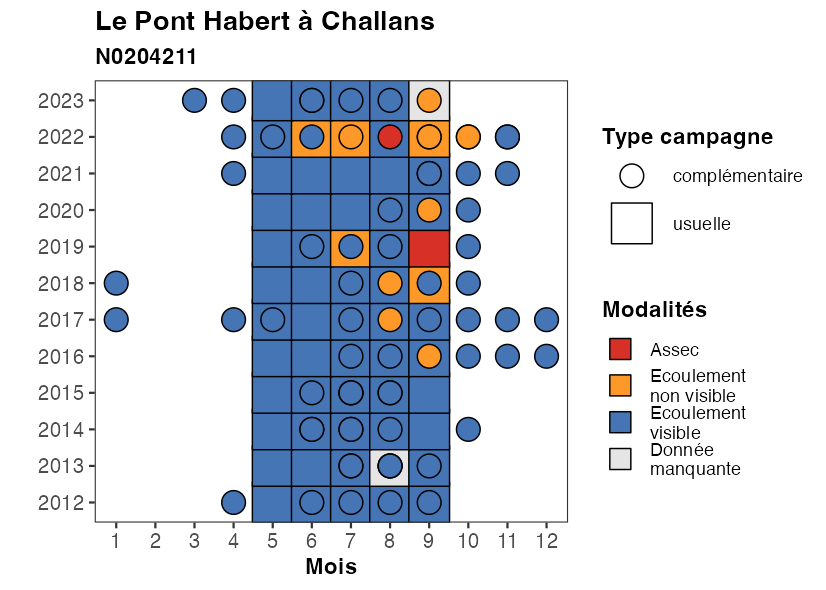 Le Pont Habert à Challans
N0204211
2023
2022
2021
2020
2019
2018
2017
2016
2015
2014
2013
2012
1 2 3 4 5 6 7 8 9 10 11 12
Mois
Type campagne
complémentaire
usuelle
Modalités
Assec
Ecoulement
non visible
Ecoulement
visible
Donnée
manquante